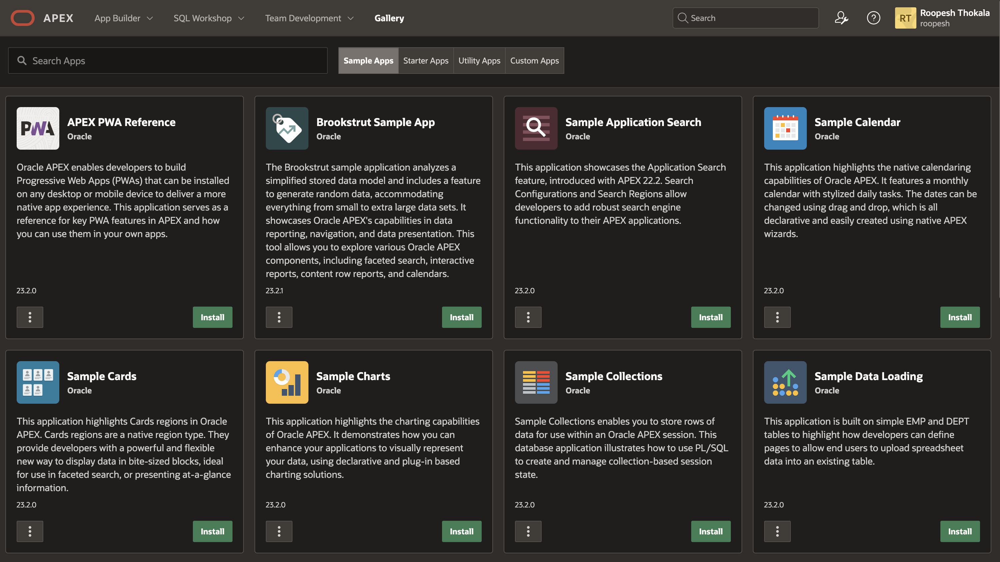 APEX
App Builder
SQL Workshop
Team Development
Gallery
Search
RT
Roopesh Thokala
roopesh
Search Apps
Sample Apps
Starter Apps
Utility Apps
Custom Apps
PWA
APEX PWA Reference
Oracle
Oracle APEX enables developers to build
Progressive Web Apps (PWAs) that can be installed
on any desktop or mobile device to deliver a more
native app experience. This application serves as a
reference for key PWA features in APEX and how
you can use them in your own apps.
23.2.0
Install
Brookstrut Sample App
Oracle
The Brookstrut sample application analyzes a
simplified stored data model and includes a feature
to generate random data, accommodating
everything from small to extra large data sets. It
showcases Oracle APEX's capabilities in data
reporting, navigation, and data presentation. This
tool allows you to explore various Oracle APEX
components, including faceted search, interactive
reports, content row reports, and calendars.
23.2.1
Install
Sample Application Search
Oracle
This application showcases the Application Search
feature, introduced with APEX 22.2. Search
Configurations and Search Regions allow
developers to add robust search engine
functionality to their APEX applications.
23.2.0
Install
Sample Calendar
Oracle
This application highlights the native calendaring
capabilities of Oracle APEX. It features a monthly
calendar with stylized daily tasks. The dates can be
changed using drag and drop, which is all
declarative and easily created using native APEX
wizards.
23.2.0
Install
Sample Cards
Oracle
This application highlights Cards regions in Oracle
APEX. Cards regions are a native region type. They
provide developers with a powerful and flexible
new way to display data in bite-sized blocks, ideal
for use in faceted search, or presenting at-a-glance
information.
23.2.0
Install
Sample Charts
Oracle
This application highlights the charting capabilities
of Oracle APEX. It demonstrates how you can
enhance your applications to visually represent
your data, using declarative and plug-in based
charting solutions.
23.2.0
Install
Sample Collections
Oracle
Sample Collections enables you to store rows of
data for use within an Oracle APEX session. This
database application illustrates how to use PL/SQL
to create and manage collection-based session
state.
23.2.0
Install
Sample Data Loading
Oracle
This application is built on simple EMP and DEPT
tables to highlight how developers can define
pages to allow end users to upload spreadsheet
data into an existing table.
23.2.0
Install